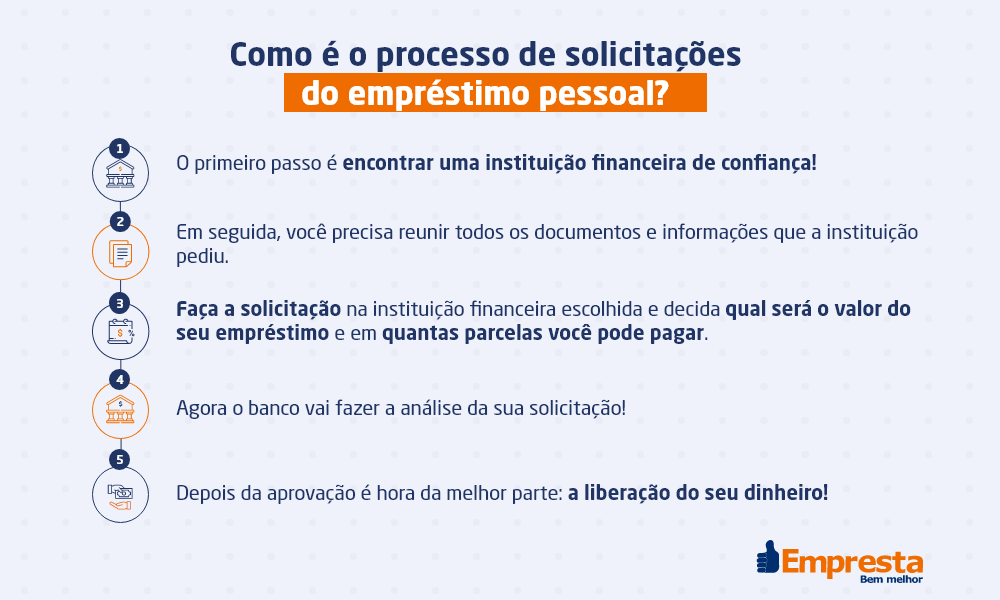 Como é o processo de solicitações
do empréstimo pessoal?
1
$
O primeiro passo é encontrar uma instituição financeira de confiança!
2
Em seguida, você precisa reunir todos os documentos e informações que a instituição
pediu.
3
$ %
Faça a solicitação na instituição financeira escolhida e decida qual será o valor do
seu empréstimo e em quantas parcelas você pode pagar.
4
$
Agora o banco vai fazer a análise da sua solicitação!
5
Depois da aprovação é hora da melhor parte: a liberação do seu dinheiro!
Empresta
Bem melhor